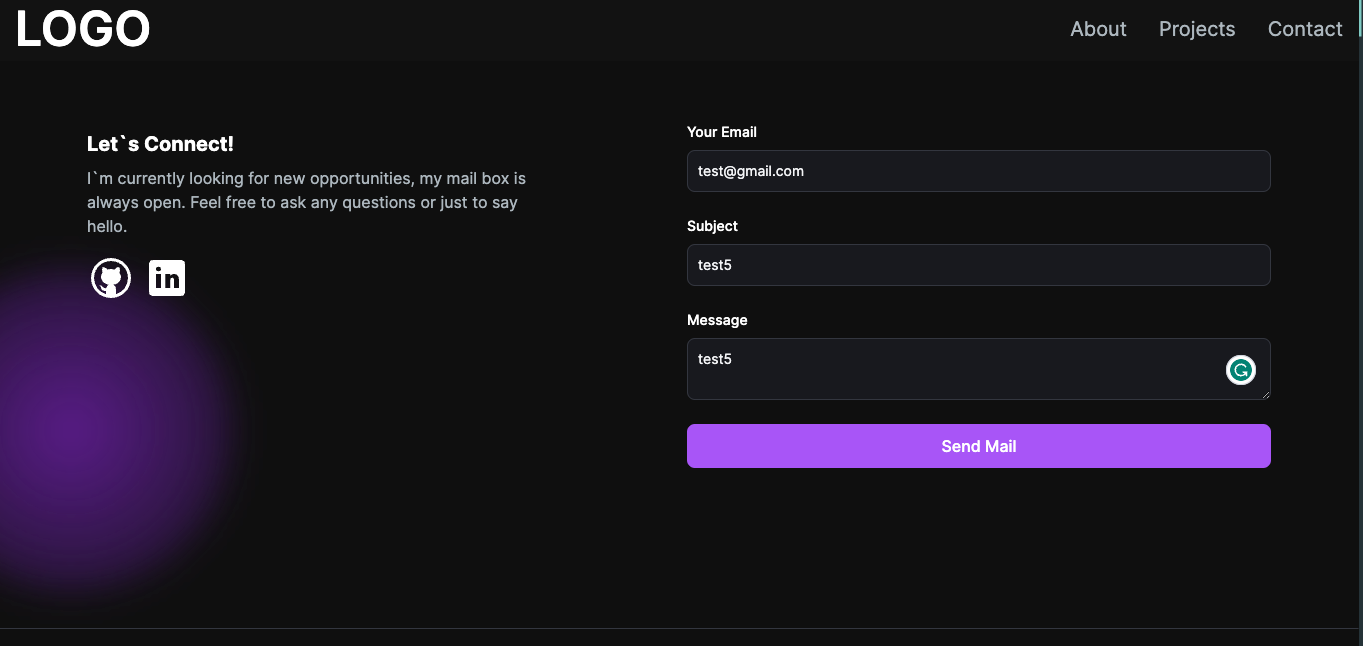 LOGO
About
Projects
Contact
Let`s Connect!
I`m currently looking for new opportunities, my mail box is
always open. Feel free to ask any questions or just to say
hello.
in
Your Email
test@gmail.com
Subject
test5
Message
test5
Send Mail